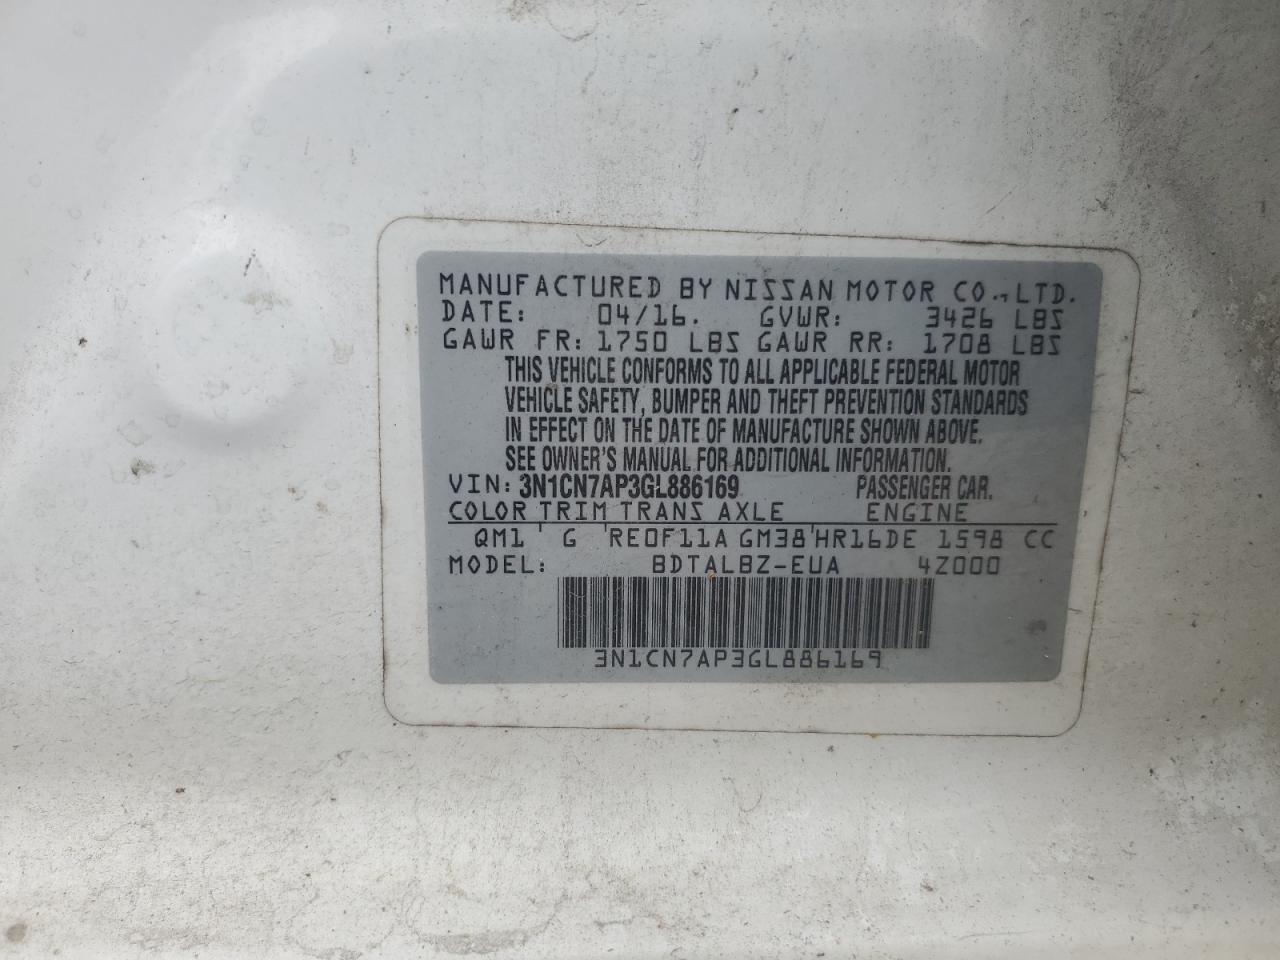 MANUFACTURED BY NISSAN MOTOR CO., LTD.
DATE: 04/16. GVWR: 3426 LBS
GAWR FR: 1750 LBS GAWR RR: 1708 LBS
THIS VEHICLE CONFORMS TO ALL APPLICABLE FEDERAL MOTOR
VEHICLE SAFETY, BUMPER AND THEFT PREVENTION STANDARDS
IN EFFECT ON THE DATE OF MANUFACTURE SHOWN ABOVE.
SEE OWNER'S MANUAL FOR ADDITIONAL INFORMATION.
VIN: 3N1CN7AP3GL886169 PASSENGER CAR.
COLOR TRIM TRANS AXLE ENGINE
QM1 ' G 'RE0F11A GM38'HR16DE 1598 CC
MODEL: BDTALBZ-EUA 4Z000
3N1CN7AP3GL886169